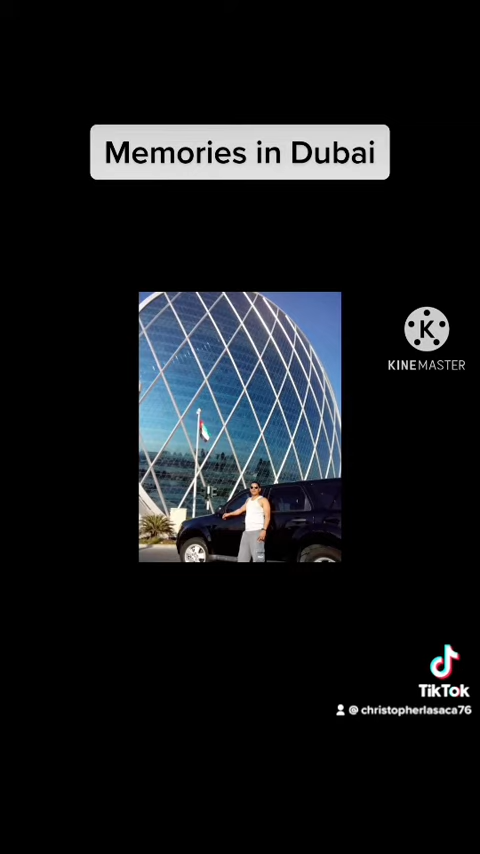 Memories in Dubai
K
KINEMASTER
TikTok
@ christopherlasaca76